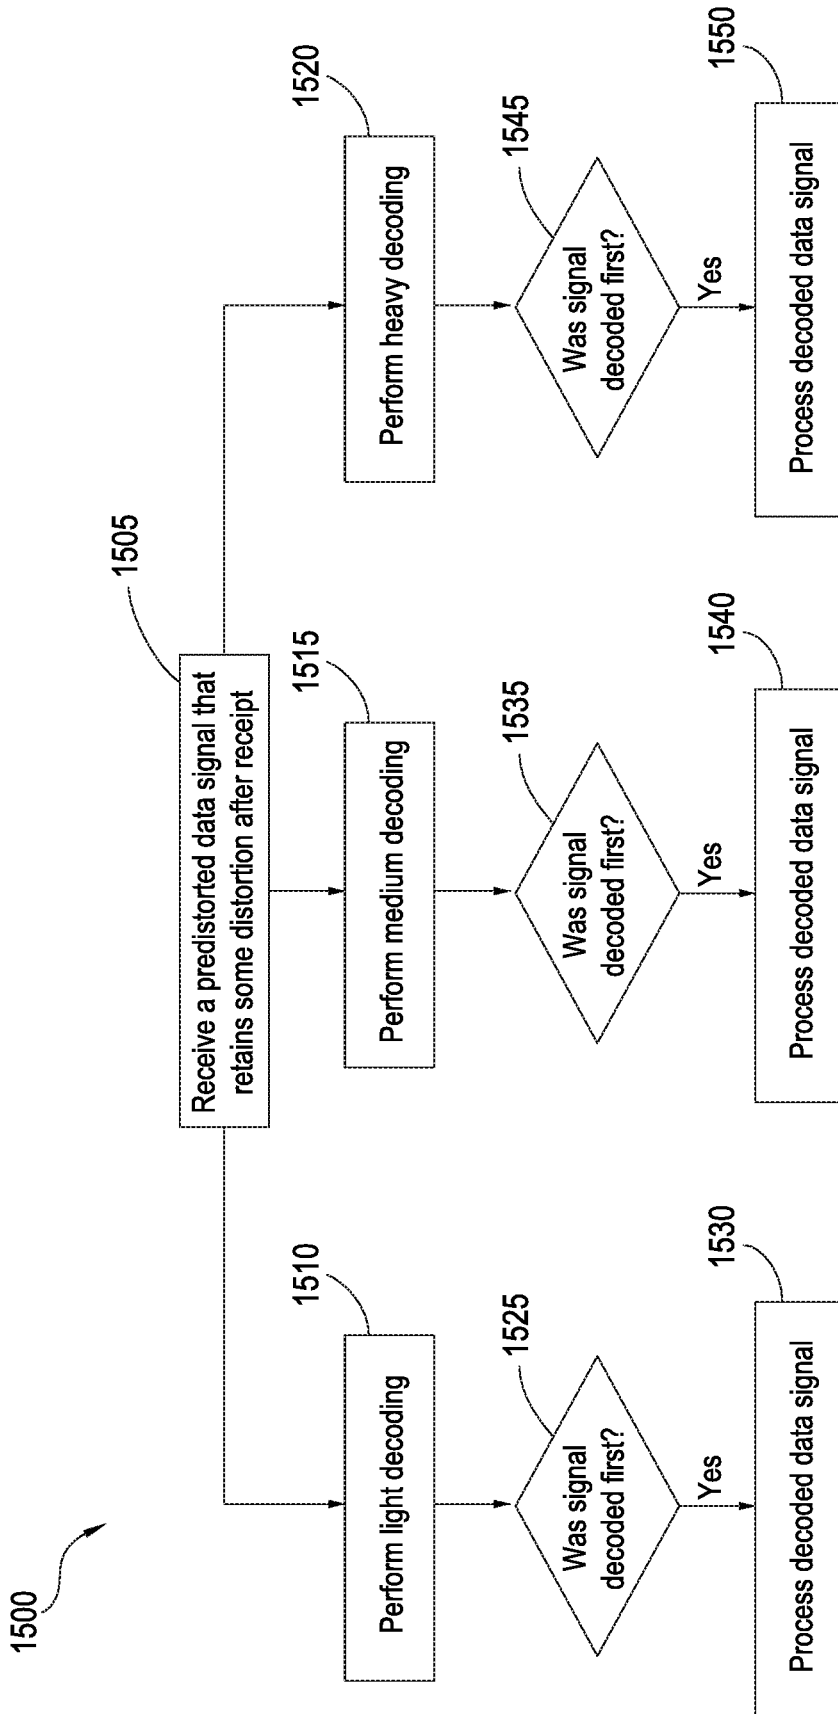 1500
1505
Receive a predistorted data signal that
retains some distortion after receipt
1510
1515
1520
Perform light decoding
Perform medium decoding
Perform heavy decoding
1525
1535
1545
Was signal
decoded first?
Was signal
decoded first?
Was signal
decoded first?
Yes
Yes
Yes
1530
1540
1550
Process decoded data signal
Process decoded data signal
Process decoded data signal